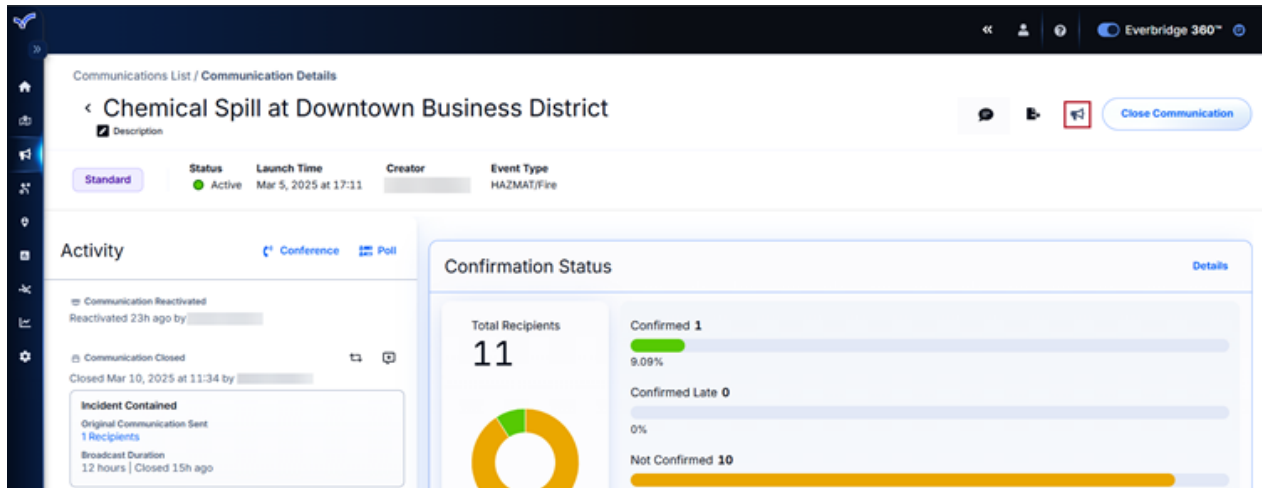 Everbridge 360™
Communications List / Communication Details
Chemical Spill at Downtown Business District
Description
Close Communication
Standard
Status
Active
Launch Time
Mar 5, 2025 at 17:11
Creator
Event Type
HAZMAT/Fire
Activity
Conference
Poll
Communication Reactivated
Reactivated 23h ago by
Communication Closed
Closed Mar 10, 2025 at 11:34 by
Incident Contained
Original Communication Sent
1 Recipients
Broadcast Duration
12 hours | Closed 15h ago
Confirmation Status
Details
Total Recipients
11
Confirmed 1
9.09%
Confirmed Late 0
0%
Not Confirmed 10